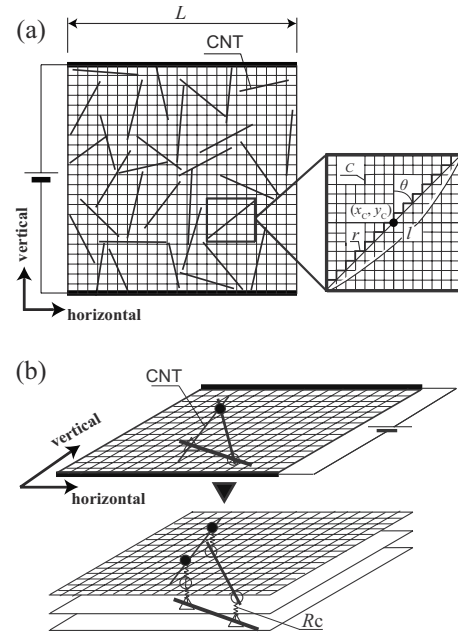 (a)
L
CNT
vertical
horizontal
C
θ
(x_C, y_C)
r
l
(b)
CNT
vertical
horizontal
Rc